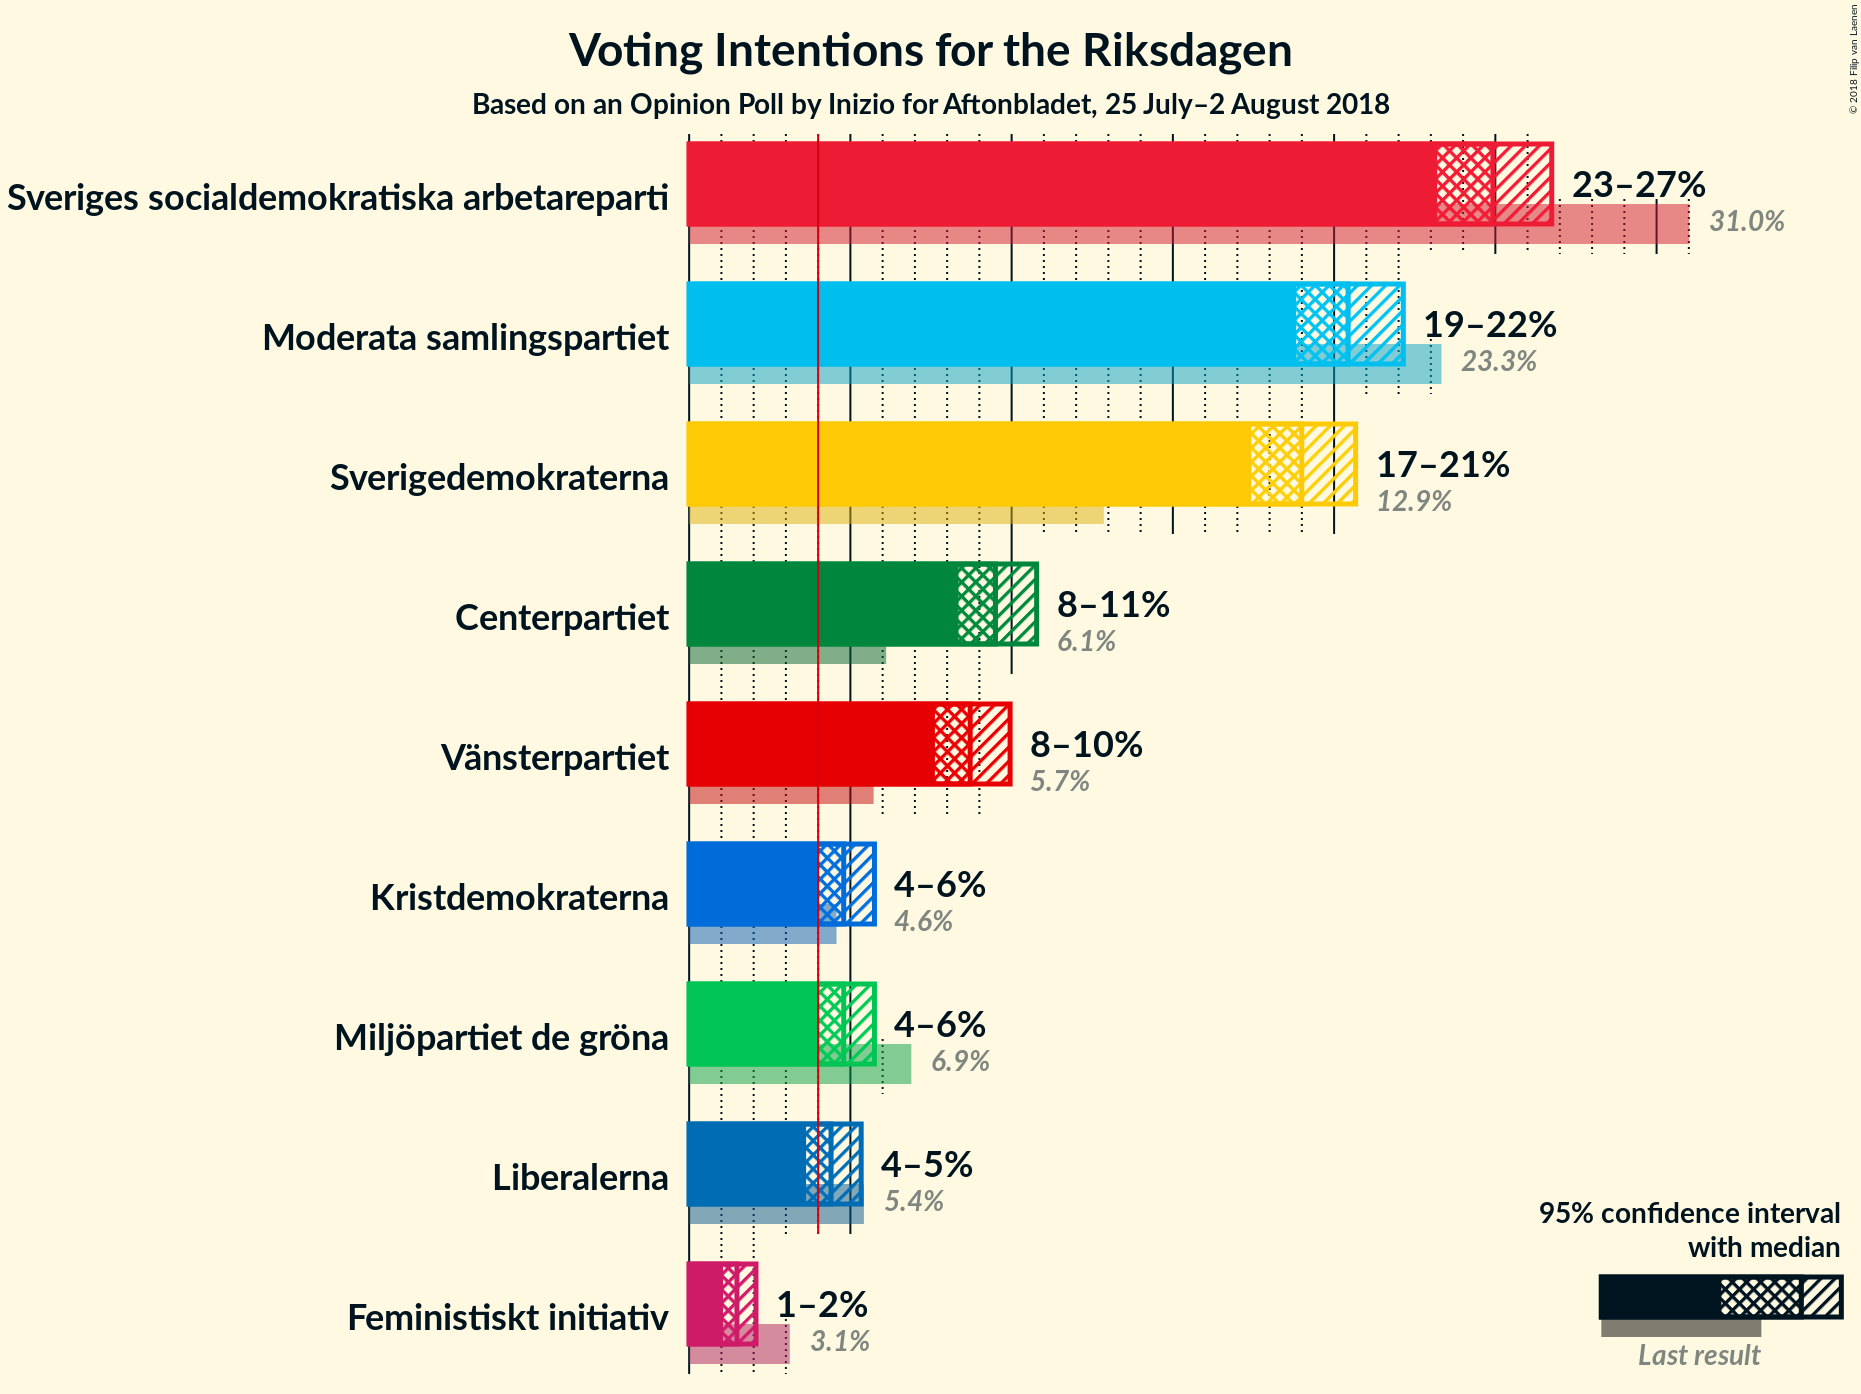 Voting Intentions for the Riksdagen
Based on an Opinion Poll by Inizio for Aftonbladet, 25 July–2 August 2018
© 2018 Filip van Laenen
Sveriges socialdemokratiska arbetareparti
23–27%
31.0%
Moderata samlingspartiet
19–22%
23.3%
Sverigedemokraterna
17–21%
12.9%
Centerpartiet
8–11%
6.1%
Vänsterpartiet
8–10%
5.7%
Kristdemokraterna
4–6%
4.6%
Miljöpartiet de gröna
4–6%
6.9%
Liberalerna
4–5%
5.4%
Feministiskt initiativ
1–2%
3.1%
95% confidence interval
with median
Last result